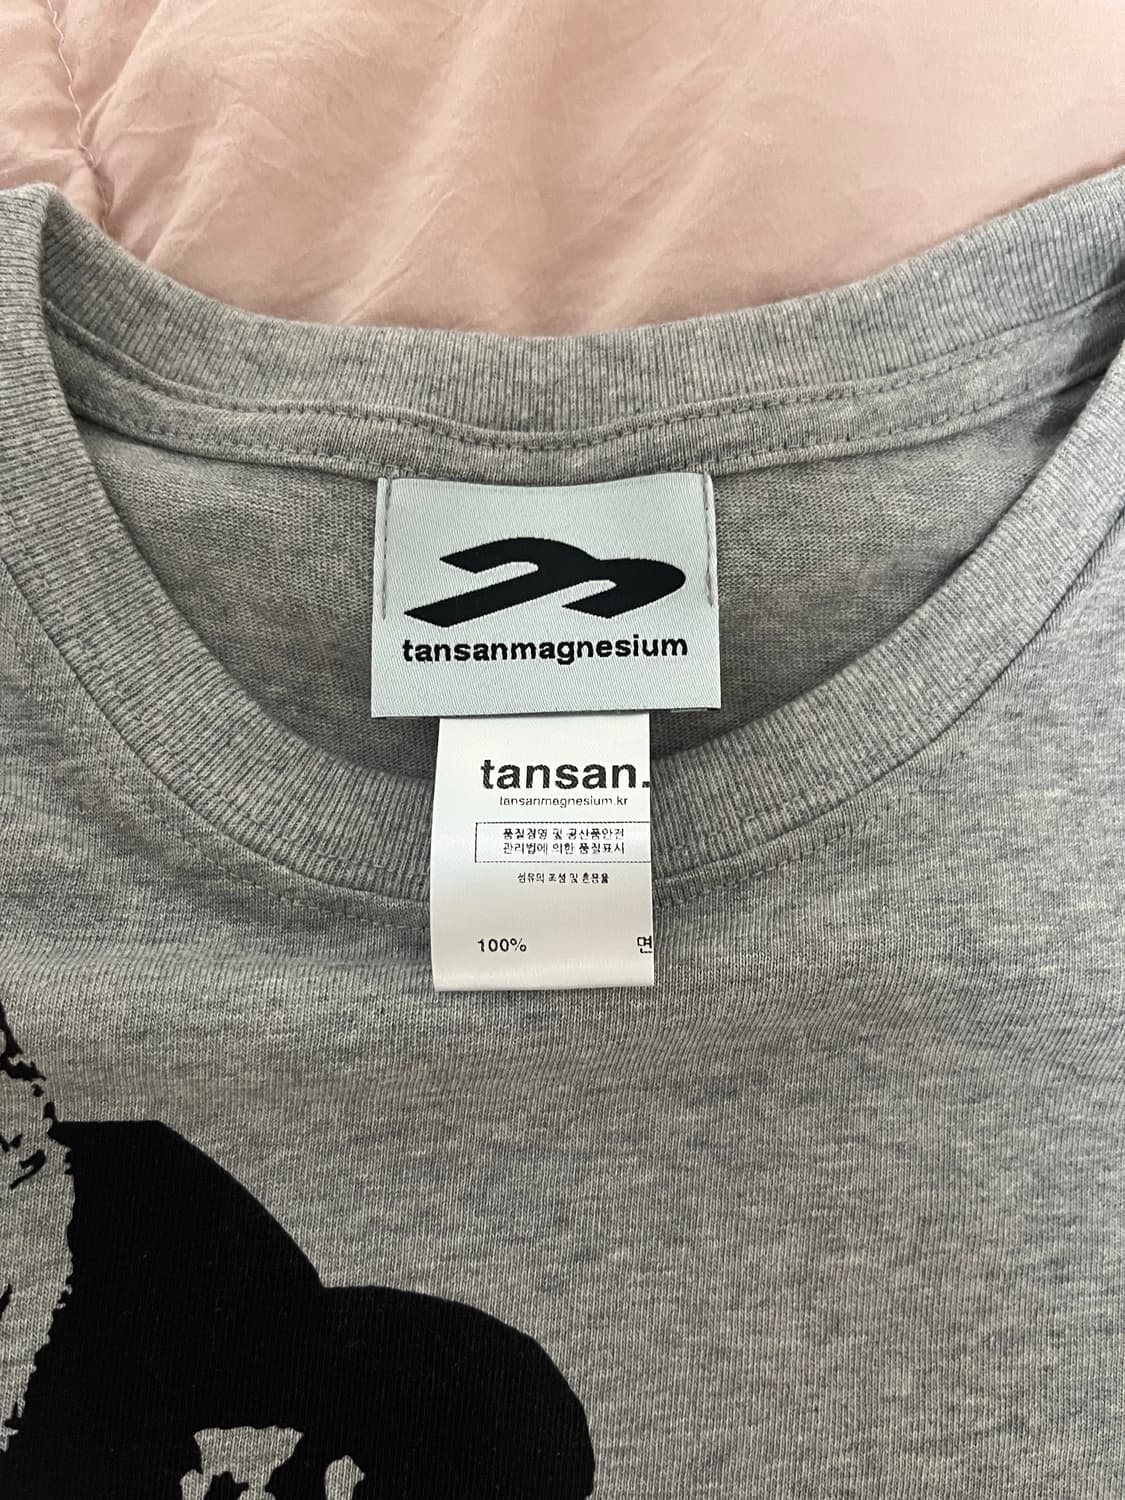 tansanmagnesium
tansan.
tansanmagnesium.kr
품질경영 및 공산품안전
관리법에 의한 품질표시
섬유의 조성 및 혼용율
100% 면